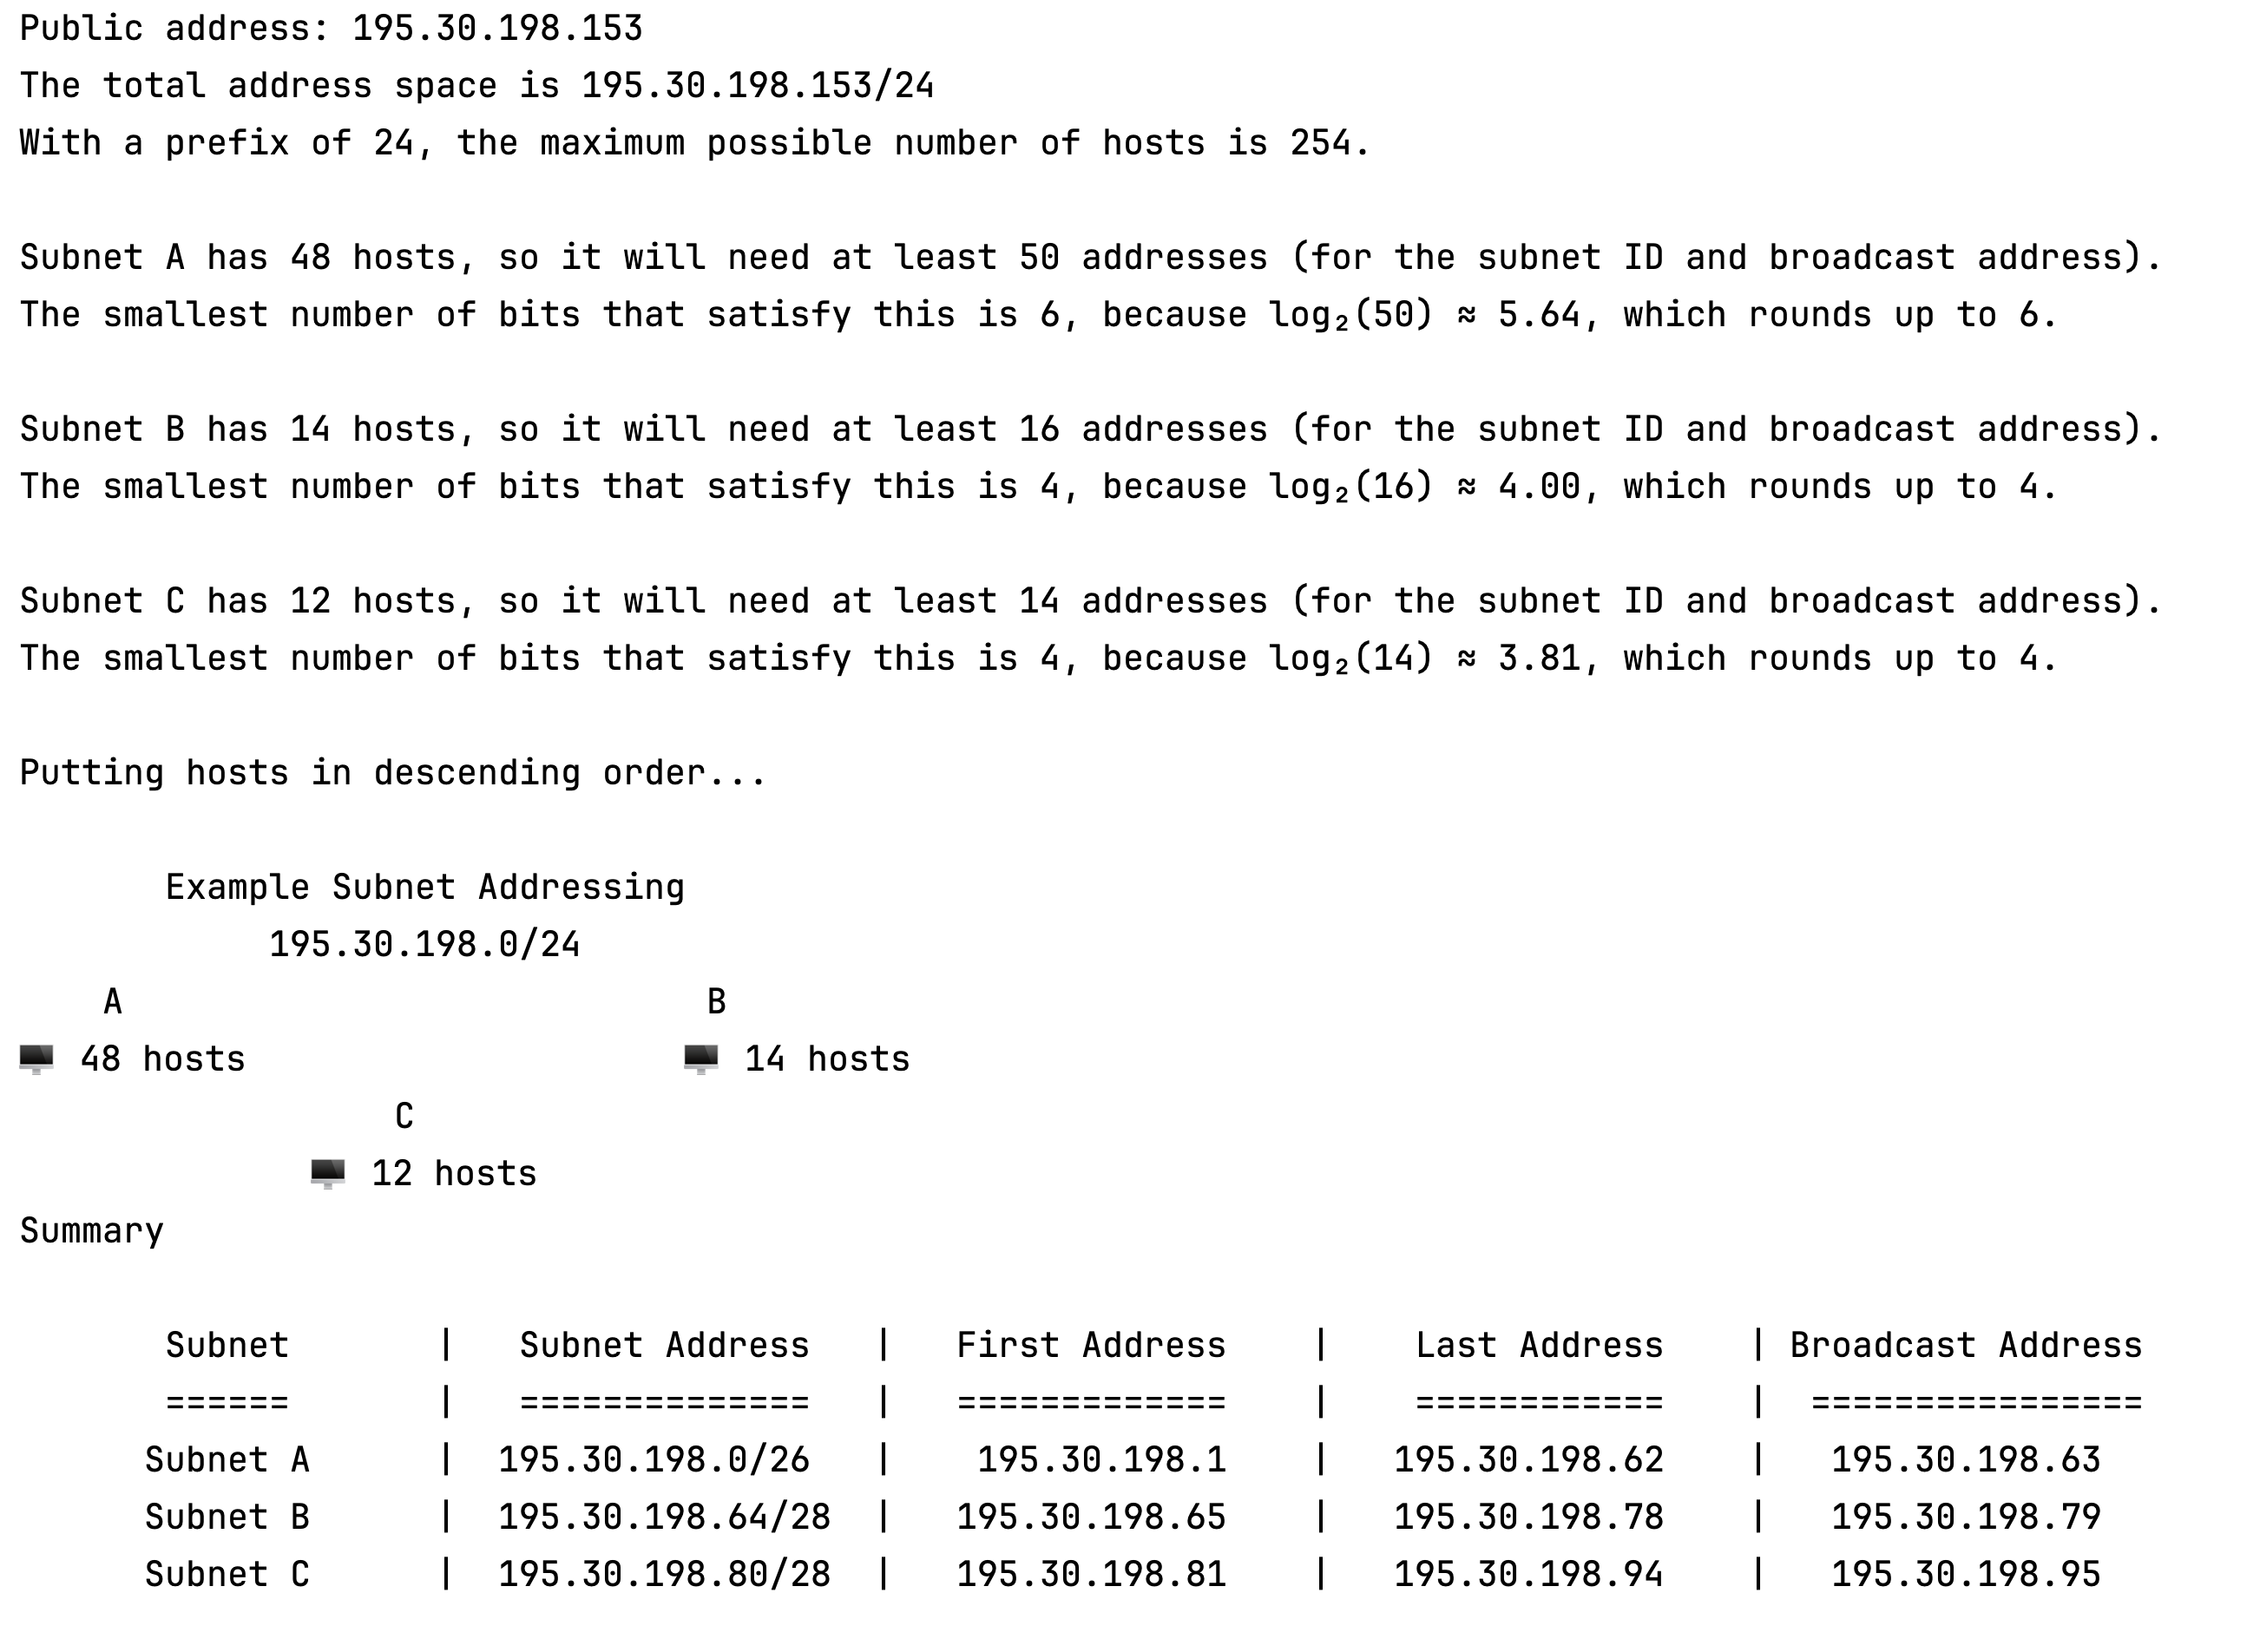 Public address: 195.30.198.153
The total address space is 195.30.198.153/24
With a prefix of 24, the maximum possible number of hosts is 254.
Subnet A has 48 hosts, so it will need at least 50 addresses (for the subnet ID and broadcast address).
The smallest number of bits that satisfy this is 6, because log₂(50) ≈ 5.64, which rounds up to 6.
Subnet B has 14 hosts, so it will need at least 16 addresses (for the subnet ID and broadcast address).
The smallest number of bits that satisfy this is 4, because log₂(16) ≈ 4.00, which rounds up to 4.
Subnet C has 12 hosts, so it will need at least 14 addresses (for the subnet ID and broadcast address).
The smallest number of bits that satisfy this is 4, because log₂(14) ≈ 3.81, which rounds up to 4.
Putting hosts in descending order...
Example Subnet Addressing
195.30.198.0/24
A B
48 hosts 14 hosts
C
12 hosts
Summary
Subnet | Subnet Address | First Address | Last Address | Broadcast Address
====== | ============== | ============= | ============ | ================
Subnet A | 195.30.198.0/26 | 195.30.198.1 | 195.30.198.62 | 195.30.198.63
Subnet B | 195.30.198.64/28 | 195.30.198.65 | 195.30.198.78 | 195.30.198.79
Subnet C | 195.30.198.80/28 | 195.30.198.81 | 195.30.198.94 | 195.30.198.95